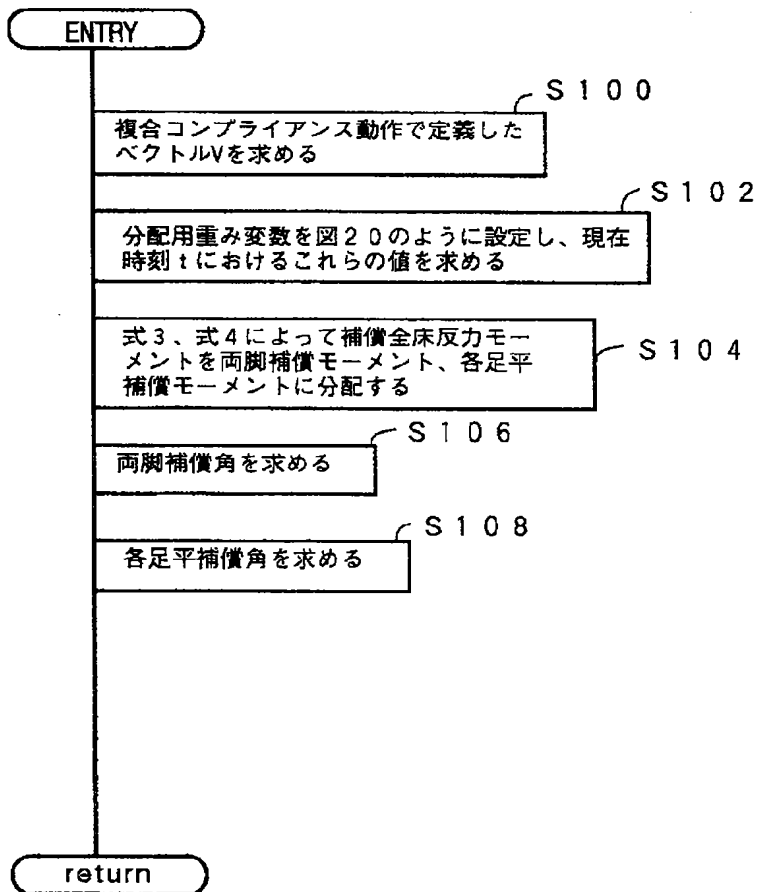 ENTRY
S100
複合コンプライアンス動作で定義した
ベクトルVを求める
S102
分配用重み変数を図20のように設定し、現在
時刻tにおけるこれらの値を求める
S104
式3、式4によって補償全床反力モー
メントを両脚補償モーメント、各足平
補償モーメントに分配する
S106
両脚補償角を求める
S108
各足平補償角を求める
return